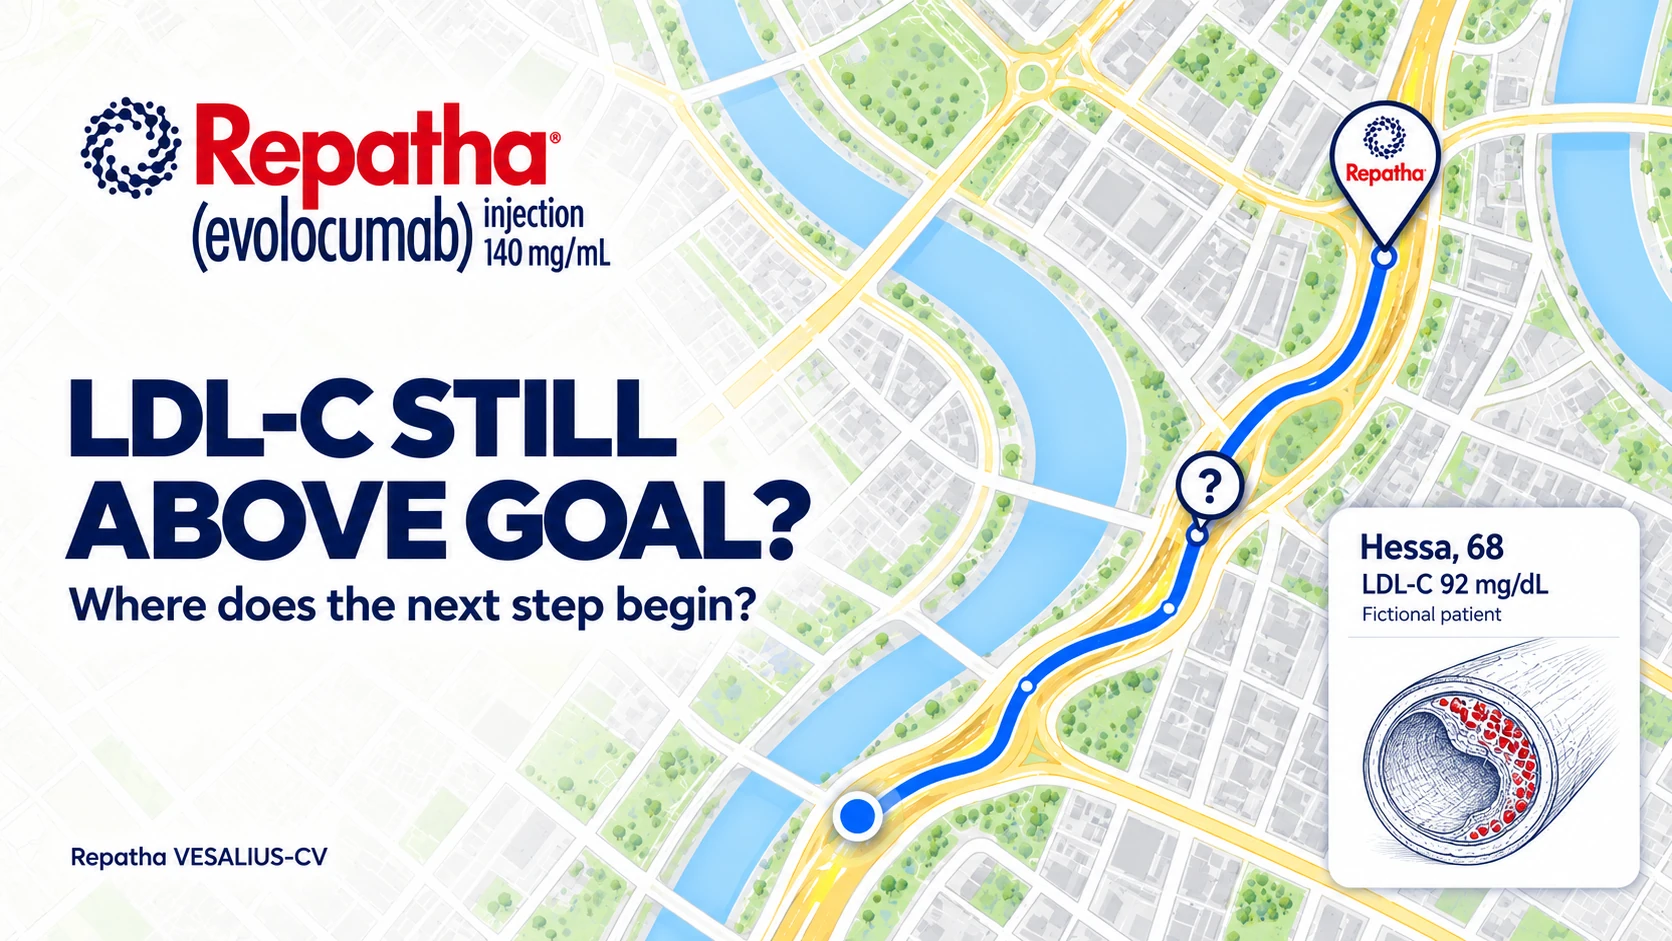 Repatha®
(evolocumab) injection
140 mg/mL
LDL-C STILL
ABOVE GOAL?
Where does the next step begin?
Repatha VESALIUS-CV
Repatha
?
Hessa, 68
LDL-C 92 mg/dL
Fictional patient